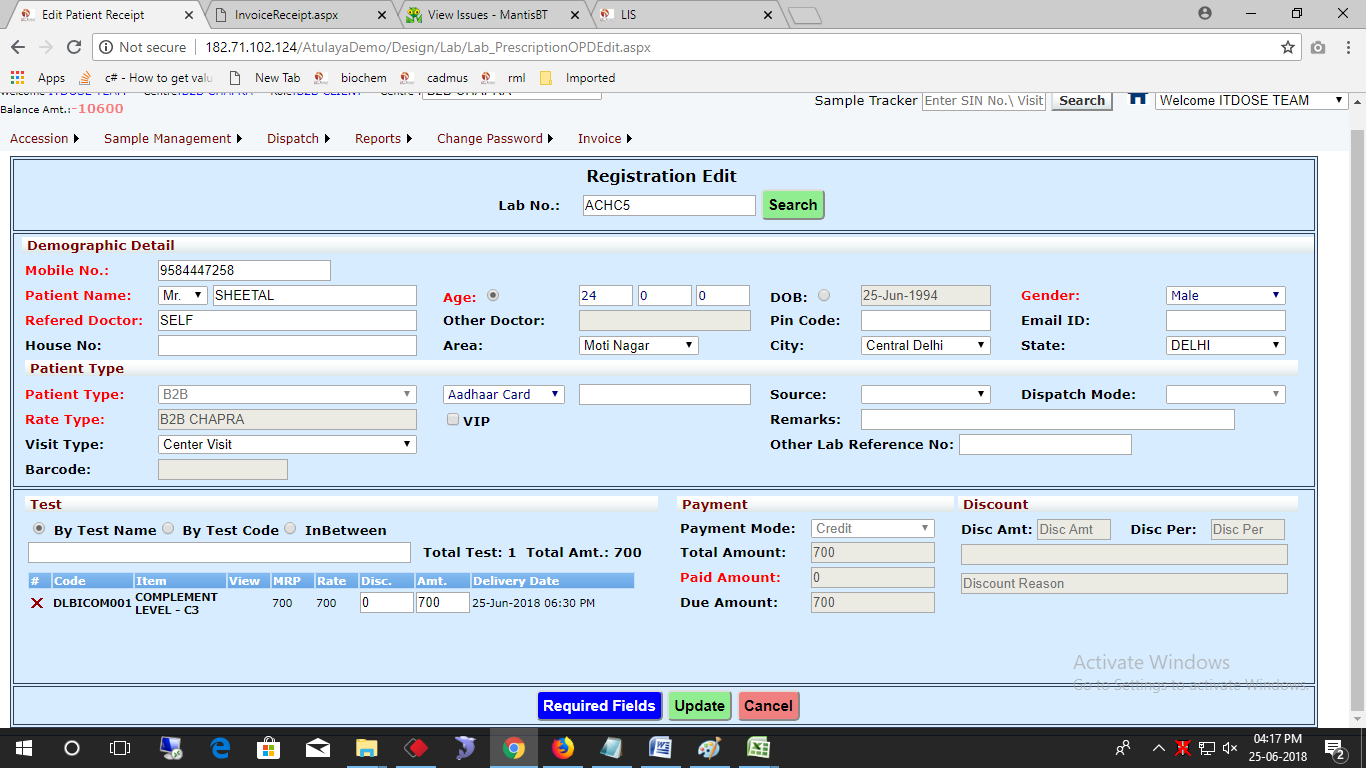 Edit Patient Receipt InvoiceReceipt.aspx View Issues - MantisBT LIS
Not secure 182.71.102.124/AtulayaDemo/Design/Lab/Lab_PrescriptionOPDEdit.aspx
Apps c# - How to get valu New Tab biochem cadmus rml Imported
Balance Amt.:-10600 Sample Tracker Enter SIN No.\ Visit Search Welcome ITDOSE TEAM
Accession Sample Management Dispatch Reports Change Password Invoice
Registration Edit
Lab No.: ACHC5 Search
Demographic Detail
Mobile No.: 9584447258
Patient Name: Mr. SHEETAL Age: 24 0 0 DOB: 25-Jun-1994 Gender: Male
Refered Doctor: SELF Other Doctor: Pin Code: Email ID:
House No: Area: Moti Nagar City: Central Delhi State: DELHI
Patient Type
Patient Type: B2B Aadhaar Card Source: Dispatch Mode:
Rate Type: B2B CHAPRA VIP Remarks:
Visit Type: Center Visit Other Lab Reference No:
Barcode:
Test Payment Discount
By Test Name By Test Code InBetween Payment Mode: Credit Disc Amt: Disc Amt Disc Per: Disc Per
Total Test: 1 Total Amt.: 700 Total Amount: 700
# Code Item View MRP Rate Disc. Amt. Delivery Date Paid Amount: 0 Discount Reason
DLBICOM001 COMPLEMENT LEVEL - C3 700 700 0 700 25-Jun-2018 06:30 PM Due Amount: 700
Activate Windows
Go to Settings to activate Windows.
Required Fields Update Cancel
04:17 PM
25-06-2018
2